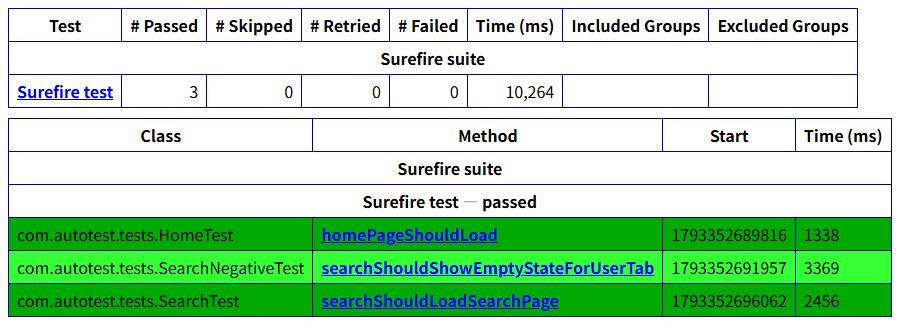 Test # Passed # Skipped # Retried # Failed Time (ms) Included Groups Excluded Groups
Surefire suite
Surefire test 3 0 0 0 10,264
Class Method Start Time (ms)
Surefire suite
Surefire test — passed
com.autotest.tests.HomeTest homePageShouldLoad 1793352689816 1338
com.autotest.tests.SearchNegativeTest searchShouldShowEmptyStateForUserTab 1793352691957 3369
com.autotest.tests.SearchTest searchShouldLoadSearchPage 1793352696062 2456